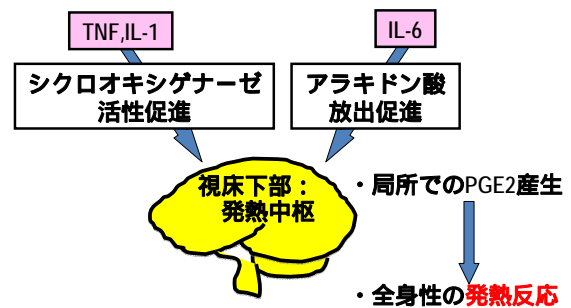 TNF,IL-1
IL-6
シクロオキシゲナーゼ
活性促進
アラキドン酸
放出促進
視床下部：
発熱中枢
・局所でのPGE2産生
・全身性の発熱反応